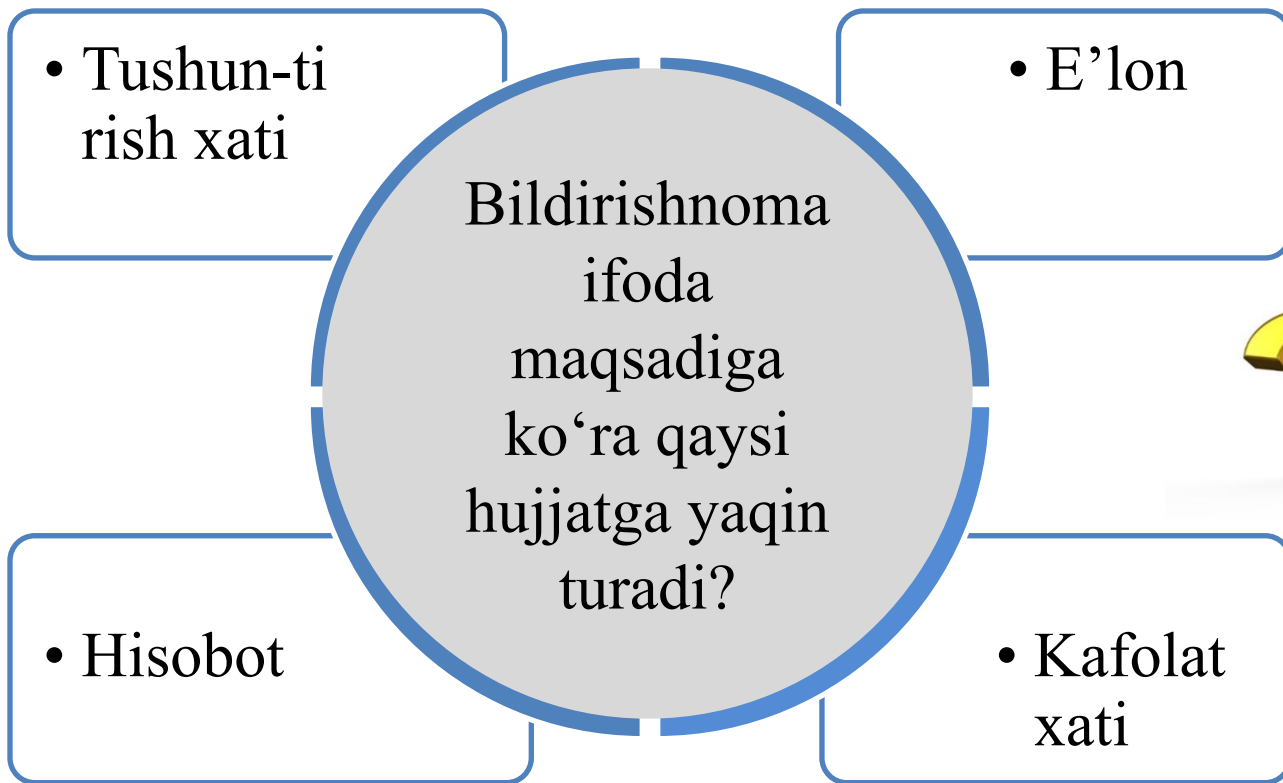 • Tushun-ti
rish xati
• E’lon
Bildirishnoma
ifoda
maqsadiga
ko‘ra qaysi
hujjatga yaqin
turadi?
• Hisobot
• Kafolat
xati